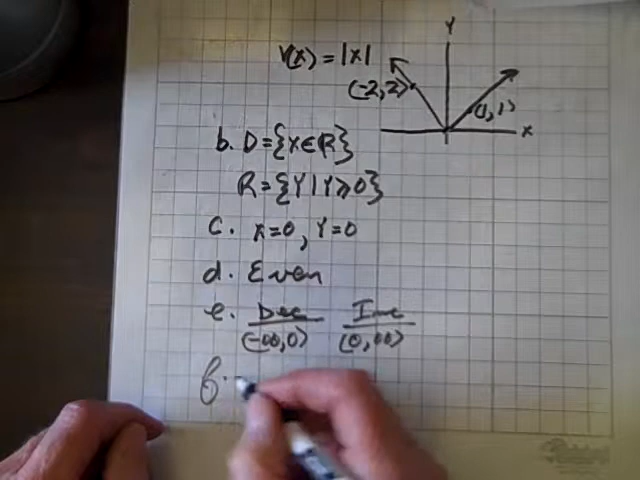 V(x) = |x|
Y
(-2, 2)
(1, 1)
x
b. D = {x ∈ R}
R = {Y | Y ≥ 0}
c. x=0, Y=0
d. Even
e. Dec Inc
(-∞, 0) (0, ∞)
f.